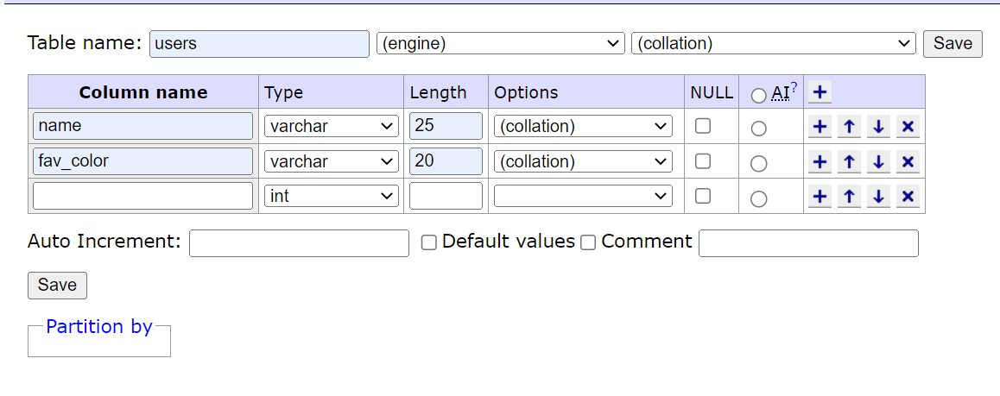 Table name: users (engine) (collation) Save
Column name Type Length Options NULL AI?
name varchar 25 (collation)
fav_color varchar 20 (collation)
int
Auto Increment: Default values Comment
Save
Partition by